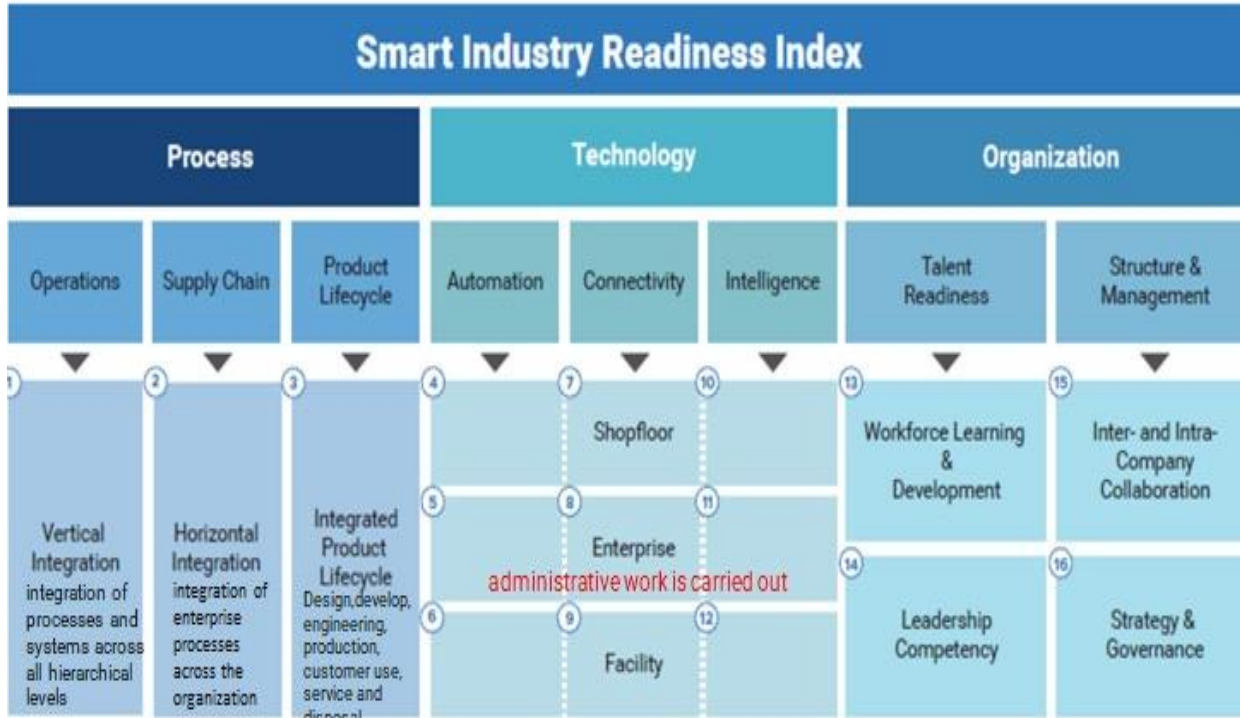 Smart Industry Readiness Index
Process
Technology
Organization
Operations
Supply Chain
Product
Lifecycle
Automation
Connectivity
Intelligence
Talent
Readiness
Structure &
Management
1
2
3
4
7
10
13
15
Shopfloor
Workforce Learning
&
Development
Inter- and Intra-
Company
Collaboration
5
8
11
Enterprise
administrative work is carried out
14
16
6
9
12
Facility
Leadership
Competency
Strategy &
Governance
Vertical
Integration
integration of
processes and
systems across
all hierarchical
levels
Horizontal
Integration
integration of
enterprise
processes
across the
organization
Integrated
Product
Lifecycle
Design,develop,
engineering,
production,
customer use,
service and
disposal